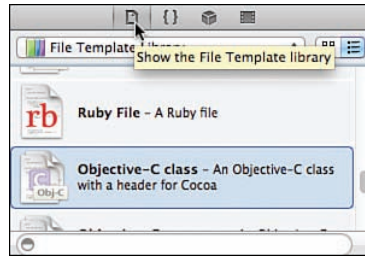 { }
File Template Library
Show the File Template library
rb
Ruby File – A Ruby file
Obj-C
Objective-C class – An Objective-C class
with a header for Cocoa